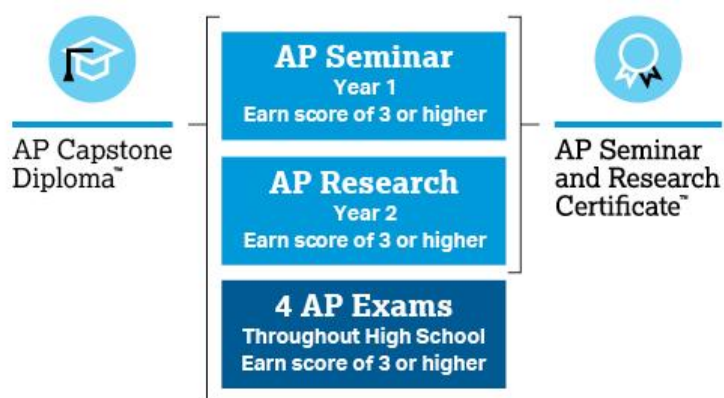 AP Capstone
Diploma™
AP Seminar
Year 1
Earn score of 3 or higher
AP Research
Year 2
Earn score of 3 or higher
4 AP Exams
Throughout High School
Earn score of 3 or higher
AP Seminar
and Research
Certificate™